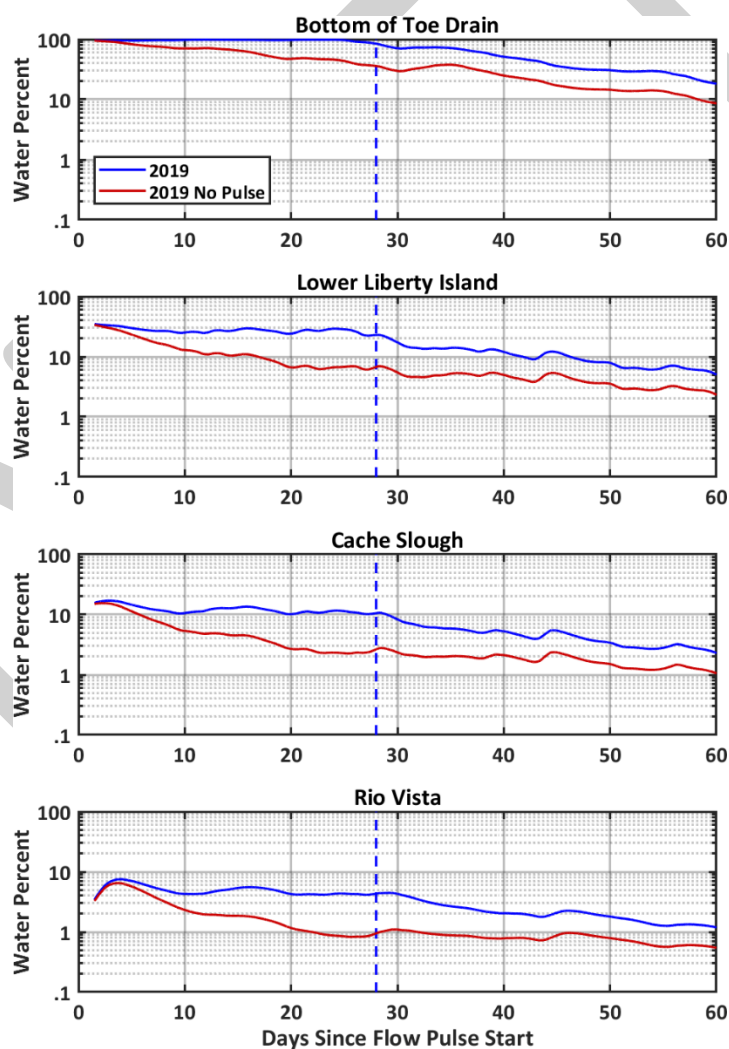 Bottom of Toe Drain
Water Percent
100
10
1
.1
2019
2019 No Pulse
0 10 20 30 40 50 60
Lower Liberty Island
Water Percent
100
10
1
.1
0 10 20 30 40 50 60
Cache Slough
Water Percent
100
10
1
.1
0 10 20 30 40 50 60
Rio Vista
Water Percent
100
10
1
.1
0 10 20 30 40 50 60
Days Since Flow Pulse Start